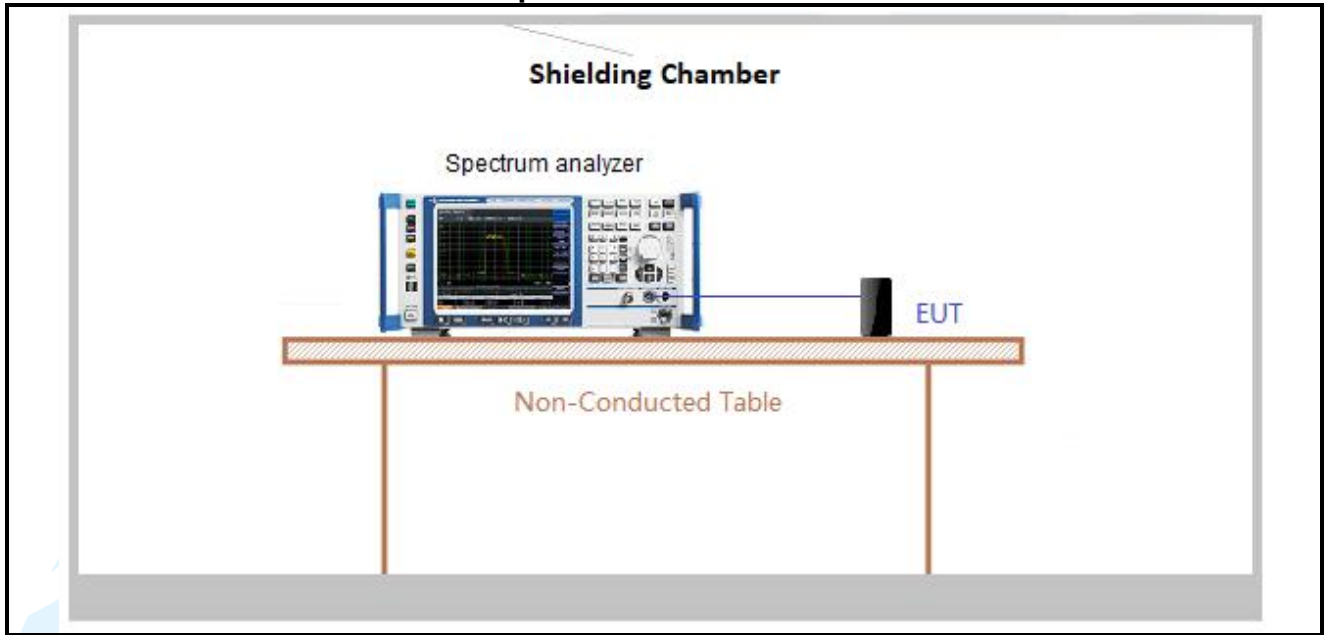 Shielding Chamber
Spectrum analyzer
EUT
Non-Conducted Table